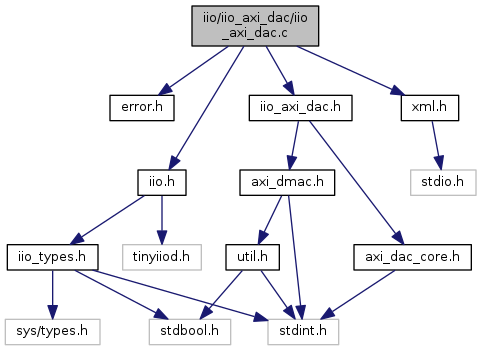 iio/iio_axi_dac/iio
_axi_dac.c
error.h
iio_axi_dac.h
xml.h
iio.h
axi_dmac.h
stdio.h
iio_types.h
tinyiiod.h
util.h
axi_dac_core.h
sys/types.h
stdbool.h
stdint.h